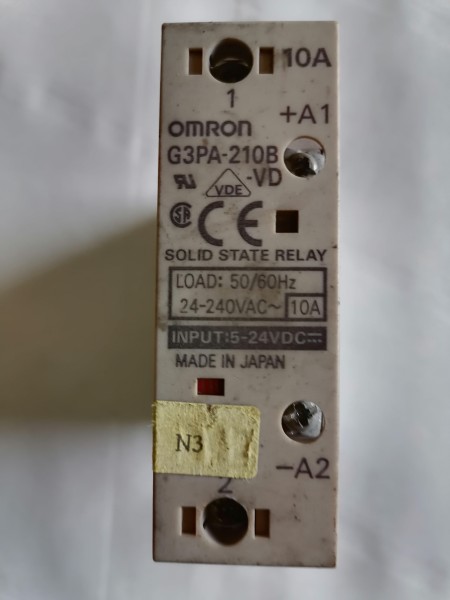 10A
1
+A1
OMRON
G3PA-210B
-VD
VDE
CE
SOLID STATE RELAY
LOAD: 50/60Hz
24-240VAC~ 10A
INPUT:5-24VDC⎓
MADE IN JAPAN
N3
-A2
2